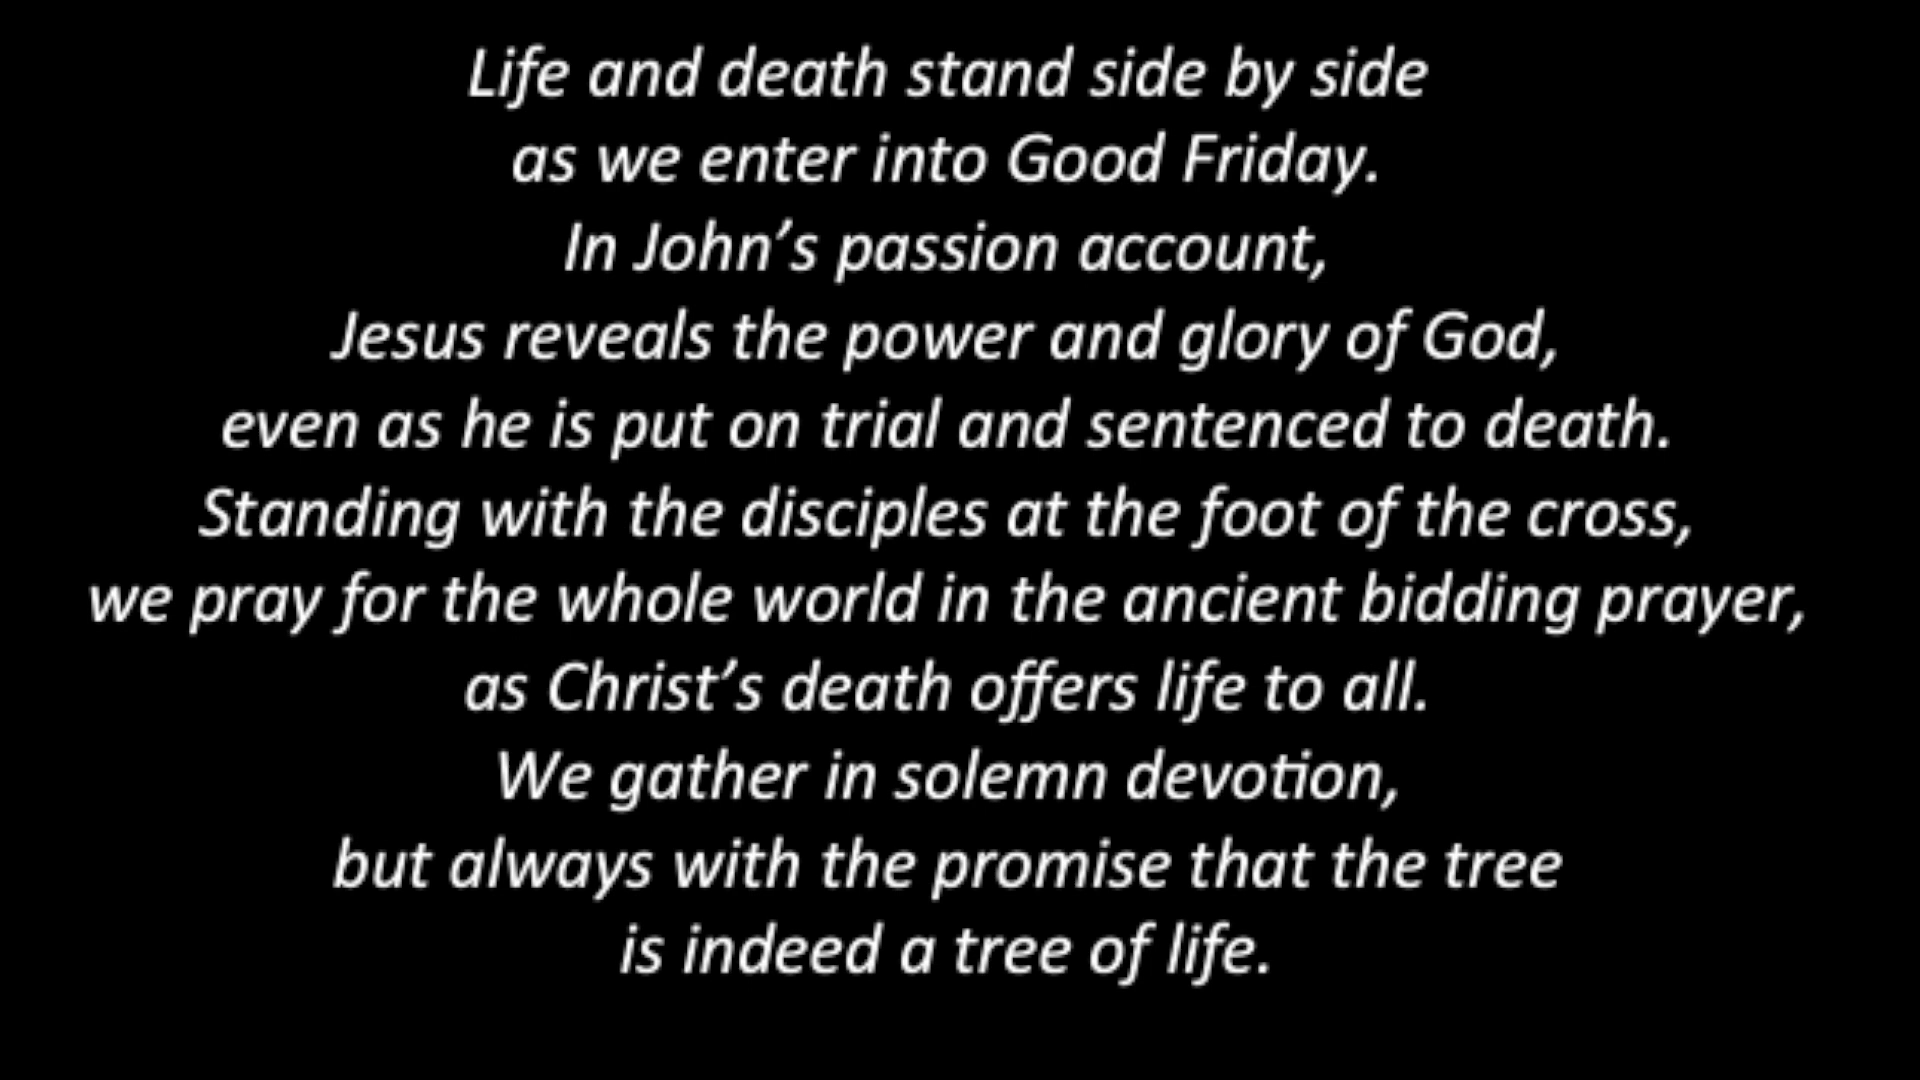 Life and death stand side by side
as we enter into Good Friday.
In John’s passion account,
Jesus reveals the power and glory of God,
even as he is put on trial and sentenced to death.
Standing with the disciples at the foot of the cross,
we pray for the whole world in the ancient bidding prayer,
as Christ’s death offers life to all.
We gather in solemn devotion,
but always with the promise that the tree
is indeed a tree of life.